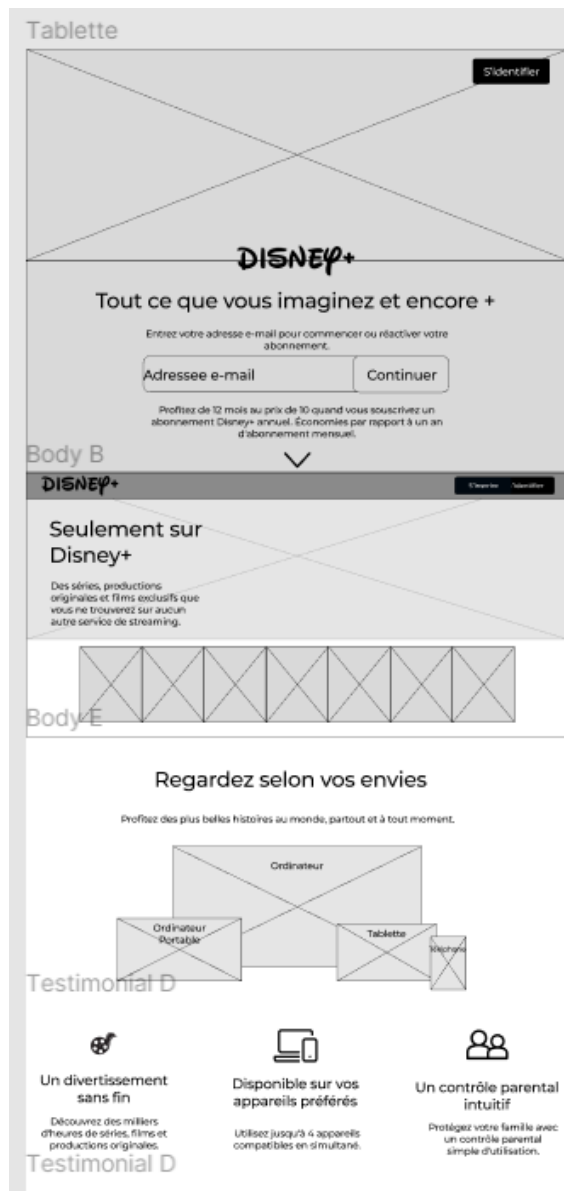 Tablette
S'identifier
DISNEY+
Tout ce que vous imaginez et encore +
Entrez votre adresse e-mail pour commencer ou réactiver votre
abonnement.
Adressee e-mail
Continuer
Profitez de 12 mois au prix de 10 quand vous souscrivez un
abonnement Disney+ annuel. Économies par rapport à un an
d'abonnement mensuel.
Body B
DISNEY+
Seulement sur
Disney+
Des séries, productions
originales et films exclusifs que
vous ne trouverez sur aucun
autre service de streaming.
Body E
Regardez selon vos envies
Profitez des plus belles histoires au monde, partout et à tout moment.
Ordinateur
Ordinateur
Portable
Tablette
Téléphone
Testimonial D
Un divertissement
sans fin
Découvrez des milliers
d'heures de séries, films et
productions originales.
Disponible sur vos
appareils préférés
Utilisez jusqu'à 4 appareils
compatibles en simultané.
Un contrôle parental
intuitif
Protégez votre famille avec
un contrôle parental
simple d'utilisation.
Testimonial D